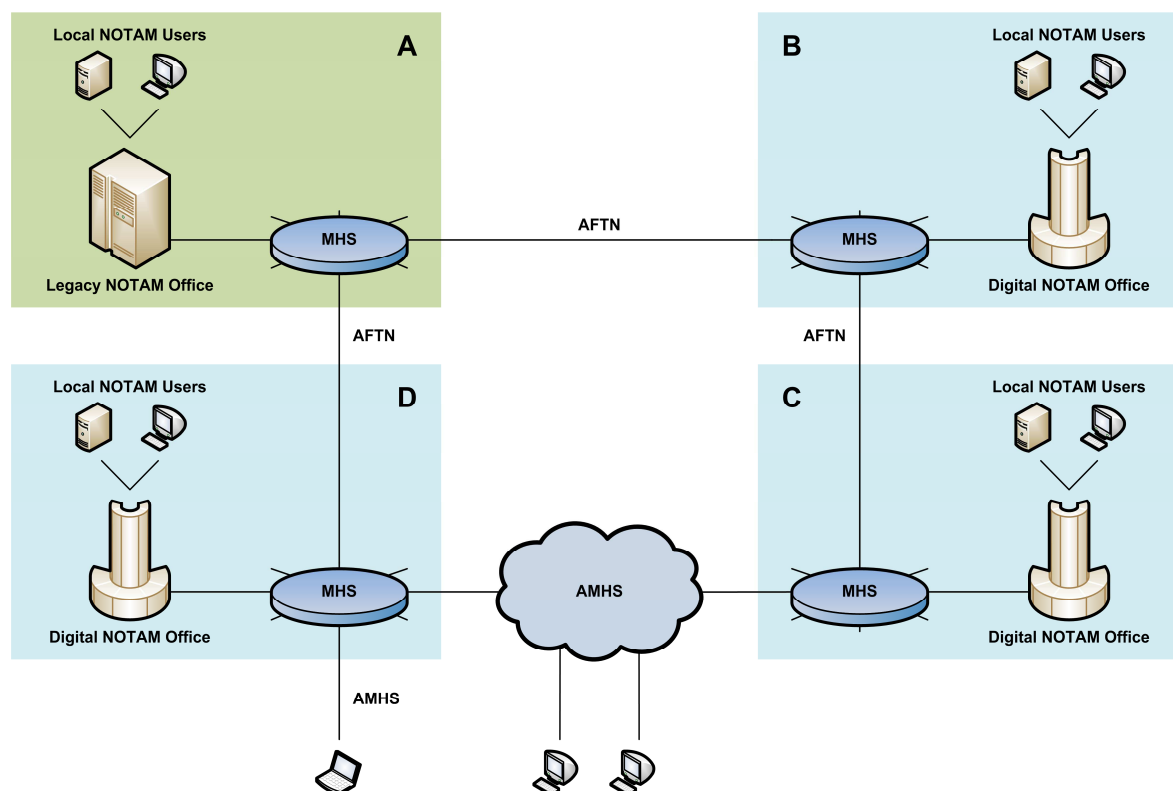 Local NOTAM Users
A
Legacy NOTAM Office
MHS
AFTN
B
Local NOTAM Users
MHS
Digital NOTAM Office
AFTN
AFTN
Local NOTAM Users
D
Digital NOTAM Office
MHS
AMHS
C
Local NOTAM Users
MHS
Digital NOTAM Office
AMHS